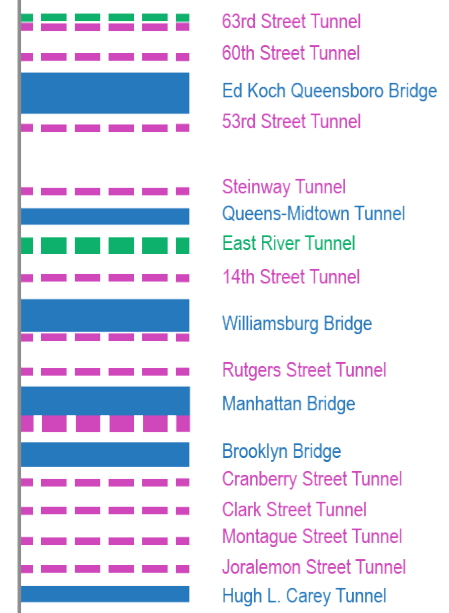 63rd Street Tunnel
60th Street Tunnel
Ed Koch Queensboro Bridge
53rd Street Tunnel
Steinway Tunnel
Queens-Midtown Tunnel
East River Tunnel
14th Street Tunnel
Williamsburg Bridge
Rutgers Street Tunnel
Manhattan Bridge
Brooklyn Bridge
Cranberry Street Tunnel
Clark Street Tunnel
Montague Street Tunnel
Joralemon Street Tunnel
Hugh L. Carey Tunnel